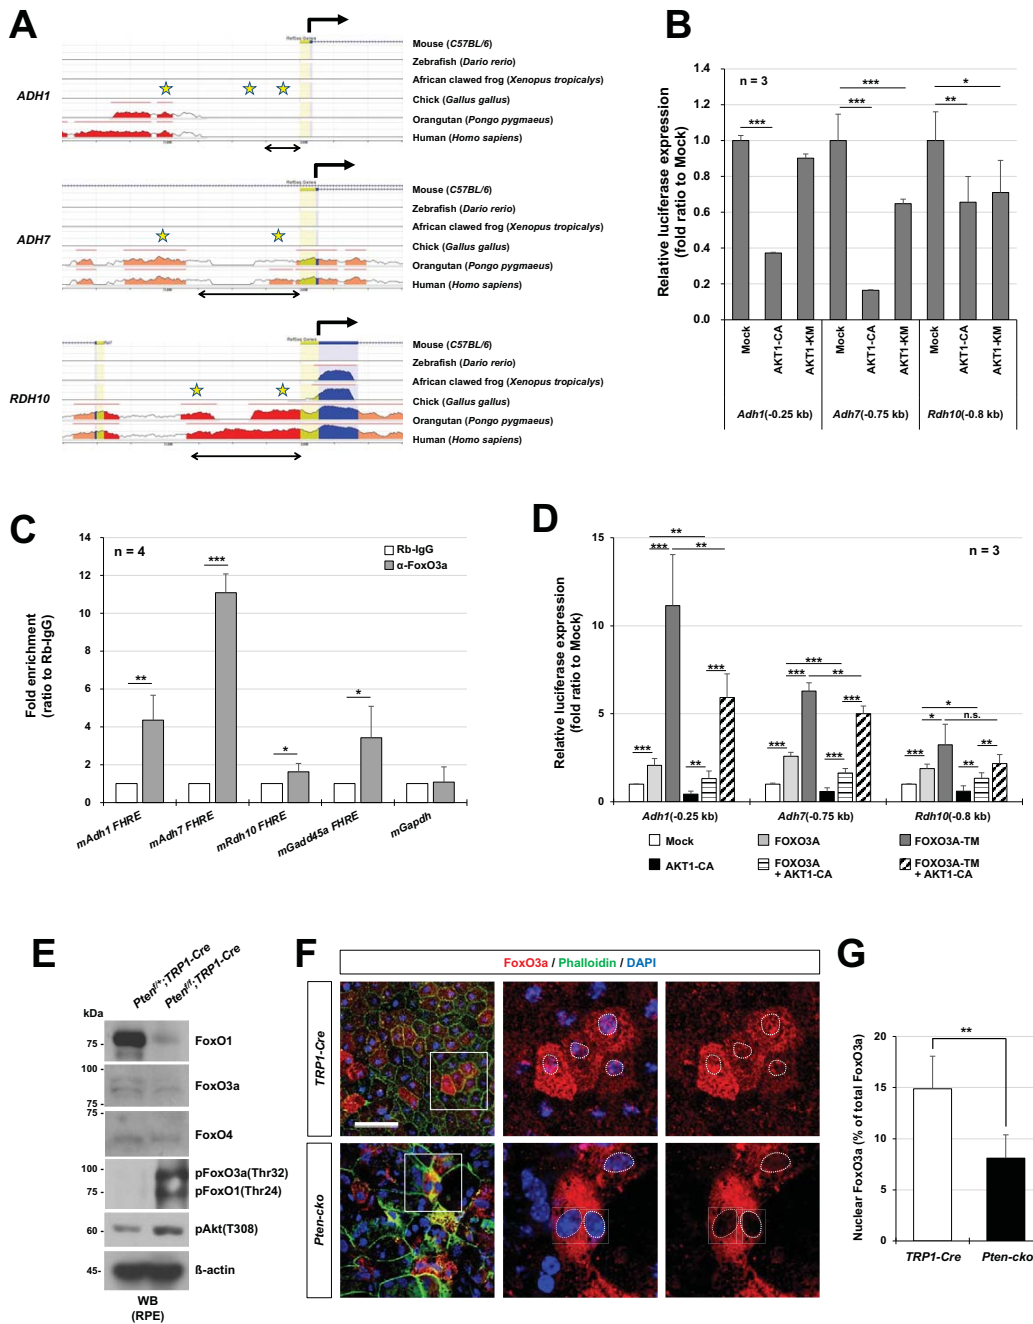 A
ADH1
Mouse (C57BL/6)
Zebrafish (Dario rerio)
African clawed frog (Xenopus tropicalys)
Chick (Gallus gallus)
Orangutan (Pongo pygmaeus)
Human (Homo sapiens)
ADH7
Mouse (C57BL/6)
Zebrafish (Dario rerio)
African clawed frog (Xenopus tropicalys)
Chick (Gallus gallus)
Orangutan (Pongo pygmaeus)
Human (Homo sapiens)
RDH10
Mouse (C57BL/6)
Zebrafish (Dario rerio)
African clawed frog (Xenopus tropicalys)
Chick (Gallus gallus)
Orangutan (Pongo pygmaeus)
Human (Homo sapiens)
B
Relative luciferase expression
(fold ratio to Mock)
n = 3
1.4
1.2
1.0
0.8
0.6
0.4
0.2
0.0
***
***
***
**
*
Mock
AKT1-CA
AKT1-KM
Mock
AKT1-CA
AKT1-KM
Mock
AKT1-CA
AKT1-KM
Adh1(-0.25 kb)
Adh7(-0.75 kb)
Rdh10(-0.8 kb)
C
Fold enrichment
(ratio to Rb-IgG)
n = 4
14
12
10
8
6
4
2
0
Rb-IgG
α-FoxO3a
**
***
*
*
mAdh1 FHRE
mAdh7 FHRE
mRdh10 FHRE
mGadd45a FHRE
mGapdh
D
Relative luciferase expression
(fold ratio to Mock)
n = 3
15
10
5
0
** 
*** **
***
*** **
***
*** **
***
*** ***
*
* n.s.
*** ** **
Adh1(-0.25 kb)
Adh7(-0.75 kb)
Rdh10(-0.8 kb)
Mock
FOXO3A
FOXO3A-TM
AKT1-CA
FOXO3A
+ AKT1-CA
FOXO3A-TM
+ AKT1-CA
E
Ptenf/+;TRP1-Cre
Ptenf/f;TRP1-Cre
kDa
75 -
FoxO1
100 -
75 -
FoxO3a
75 -
FoxO4
100 -
75 -
pFoxO3a(Thr32)
pFoxO1(Thr24)
60 -
pAkt(T308)
45-
ß-actin
WB
(RPE)
F
FoxO3a / Phalloidin / DAPI
TRP1-Cre
Pten-cko
G
Nuclear FoxO3a (% of total FoxO3a)
20
15
10
5
0
**
TRP1-Cre
Pten-cko